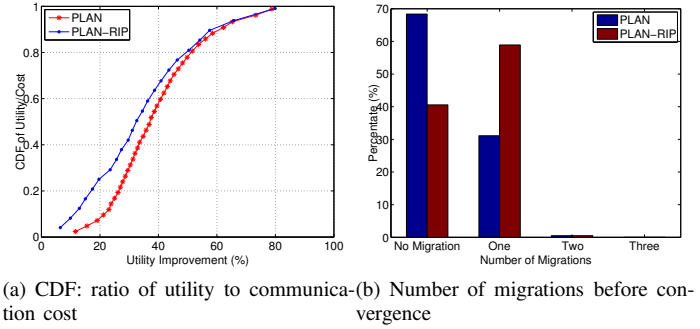 PLAN
PLAN-RIP
CDF of Utility/Cost
1
0.8
0.6
0.4
0.2
0
0 20 40 60 80 100
Utility Improvement (%)
PLAN
PLAN-RIP
Percentate (%)
70
60
50
40
30
20
10
0
No Migration One Two Three
Number of Migrations
(a) CDF: ratio of utility to communica-
tion cost
(b) Number of migrations before con-
vergence